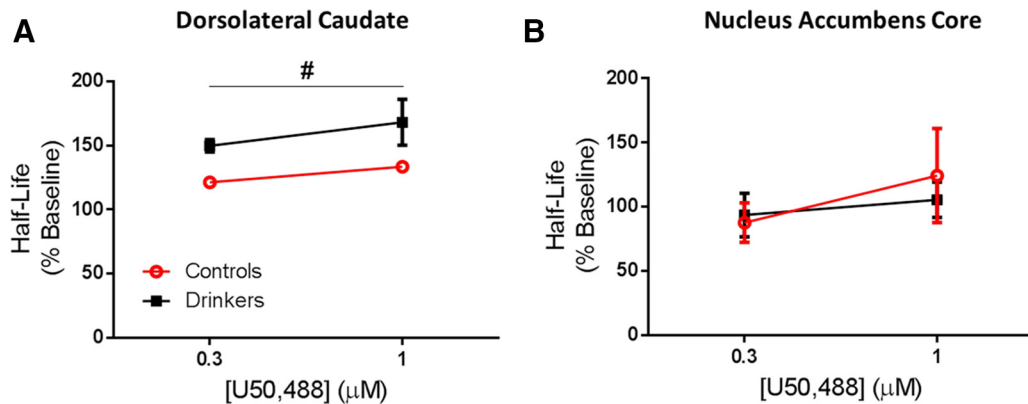 A
Dorsolateral Caudate
#
200
150
100
50
0
Half-Life
(% Baseline)
Controls
Drinkers
0.3
1
[U50,488] (μM)
B
Nucleus Accumbens Core
200
150
100
50
0
Half-Life
(% Baseline)
0.3
1
[U50,488] (μM)